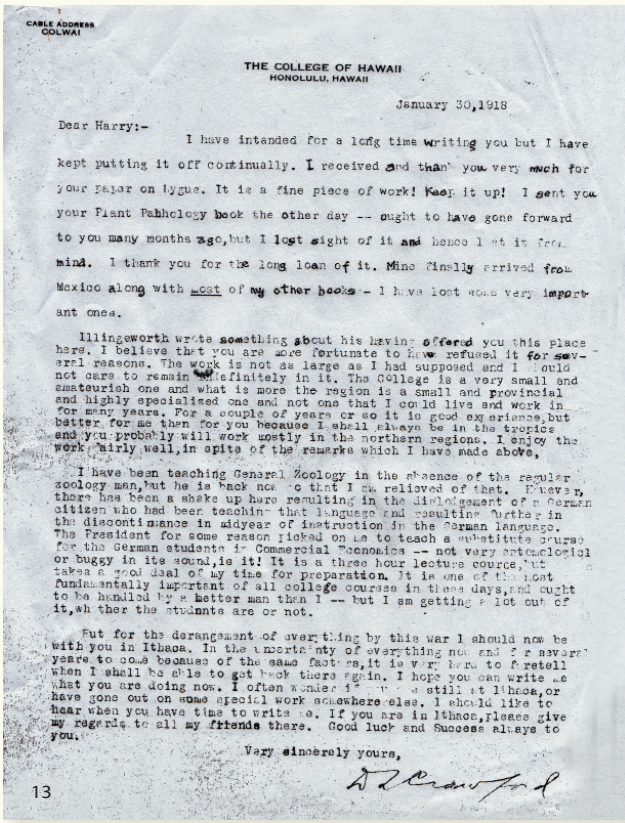 CABLE ADDRESS
COLWAI
THE COLLEGE OF HAWAII
HONOLULU, HAWAII
January 30,1918
Dear Harry:-
I have intended for a long time writing you but I have
kept putting it off continually. I received and thank you very much for
your paper on Lygus. It is a fine piece of work! Keep it up! I sent you
your Plant Pahhology book the other day -- ought to have gone forward
to you many months ago,but I lost sight of it and hence let it from
mind. I thank you for the long loan of it. Mine finally arrived from
Mexico along with most of my other books - I have lost some very import
ant ones.
Illingeworth wrote something about his having offered you this place
here. I believe that you are more fortunate to have refused it for sev-
eral reasons. The work is not as large as I had supposed and I would
not care to remain indefinitely in it. The College is a very small and
amateurish one and what is more the region is a small and provincial
and highly specialized one and not one that I could live and work in
for many years. For a couple of years or so it is good experience,but
better for me than for you because I shall always be in the tropics
and you probably will work mostly in the northern regions. I enjoy the
work fairly well,in spite of the remarks which I have made above,
I have been teaching General Zoology in the absence of the regular
zoology man,but he is back now so that I am relieved of that. However,
there has been a shake up here resulting in the dislodgement of a German
citizen who had been teaching that language and resulting further in
the discontinance in midyear of instruction in the German language.
The President for some reason picked on me to teach a substitute course
for the German students in Commercial Economics -- not very entomological
or buggy in its sound,is it! It is a three hour lecture cource,but
takes a good deal of my time for preparation. It is one of the most
fundamentally important of all college courses in these days,and ought
to be handled by a better man than I -- but I am getting a lot out of
it,whether the students are or not.
But for the derangement of everything by this war I should now be
with you in Ithaca. In the uncertainty of everything now and for several
years to come because of the same factors,it is very hard to foretell
when I shall be able to get back there again. I hope you can write me
what you are doing now. I often wonder if still at Ithaca,or
have gone out on some special work somewhere else. I should like to
hear when you have time to write me. If you are in Ithaca,please give
my regards to all my friends there. Good luck and Success always to
you.
Very sincerely yours,
D L Crawford
13